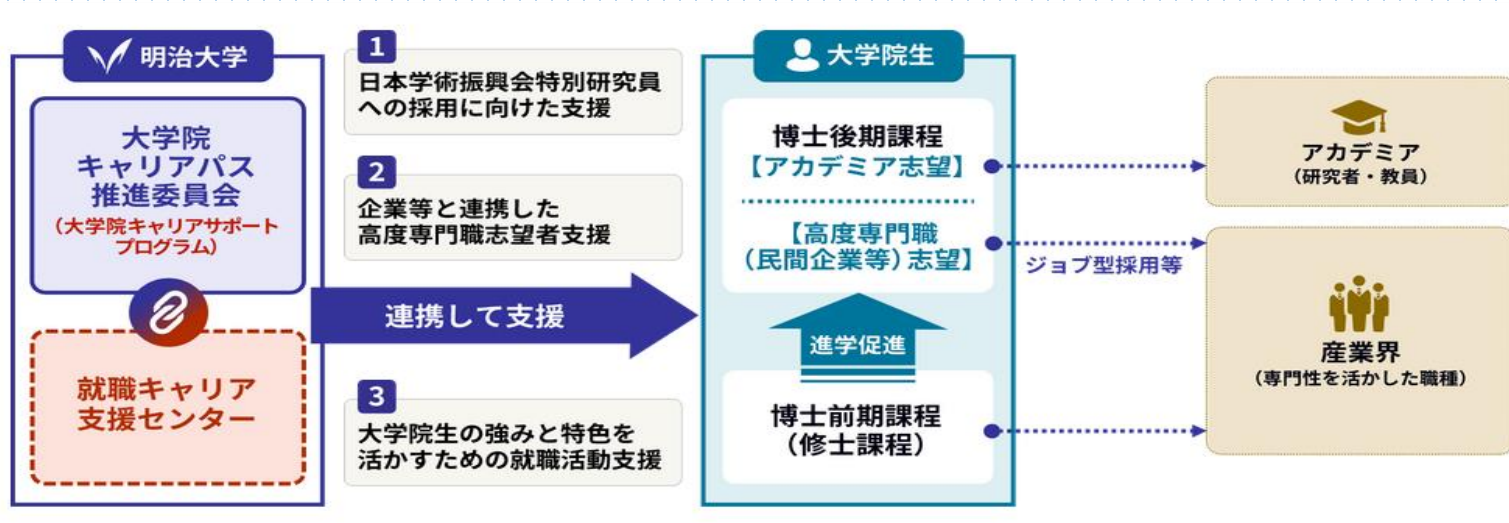 明治大学
大学院
キャリアパス
推進委員会
（大学院キャリアサポート
プログラム）
就職キャリア
支援センター
1
日本学術振興会特別研究員
への採用に向けた支援
2
企業等と連携した
高度専門職志望者支援
連携して支援
3
大学院生の強みと特色を
活かすための就職活動支援
大学院生
博士後期課程
【アカデミア志望】
【高度専門職
（民間企業等）志望】
進学促進
博士前期課程
（修士課程）
ジョブ型採用等
アカデミア
（研究者・教員）
産業界
（専門性を活かした職種）